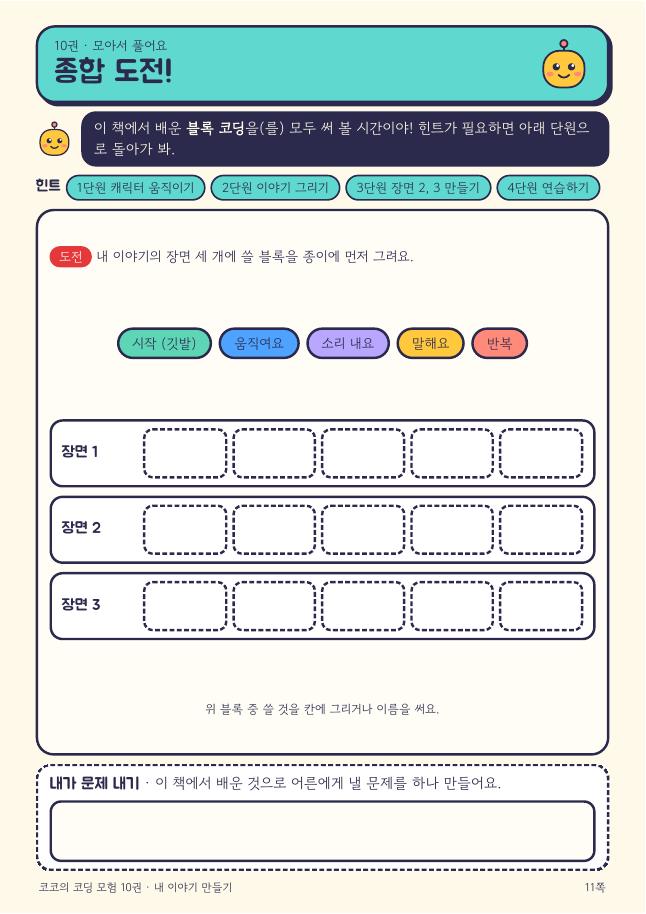 10권 · 모아서 풀어요
종합 도전!
이 책에서 배운 블록 코딩을(를) 모두 써 볼 시간이야! 힌트가 필요하면 아래 단원으
로 돌아가 봐.
힌트 1단원 캐릭터 움직이기 2단원 이야기 그리기 3단원 장면 2, 3 만들기 4단원 연습하기
도전 내 이야기의 장면 세 개에 쓸 블록을 종이에 먼저 그려요.
시작 (깃발) 움직여요 소리 내요 말해요 반복
장면 1
장면 2
장면 3
위 블록 중 쓸 것을 칸에 그리거나 이름을 써요.
내가 문제 내기 · 이 책에서 배운 것으로 어른에게 낼 문제를 하나 만들어요.
코코의 코딩 모험 10권 · 내 이야기 만들기 11쪽